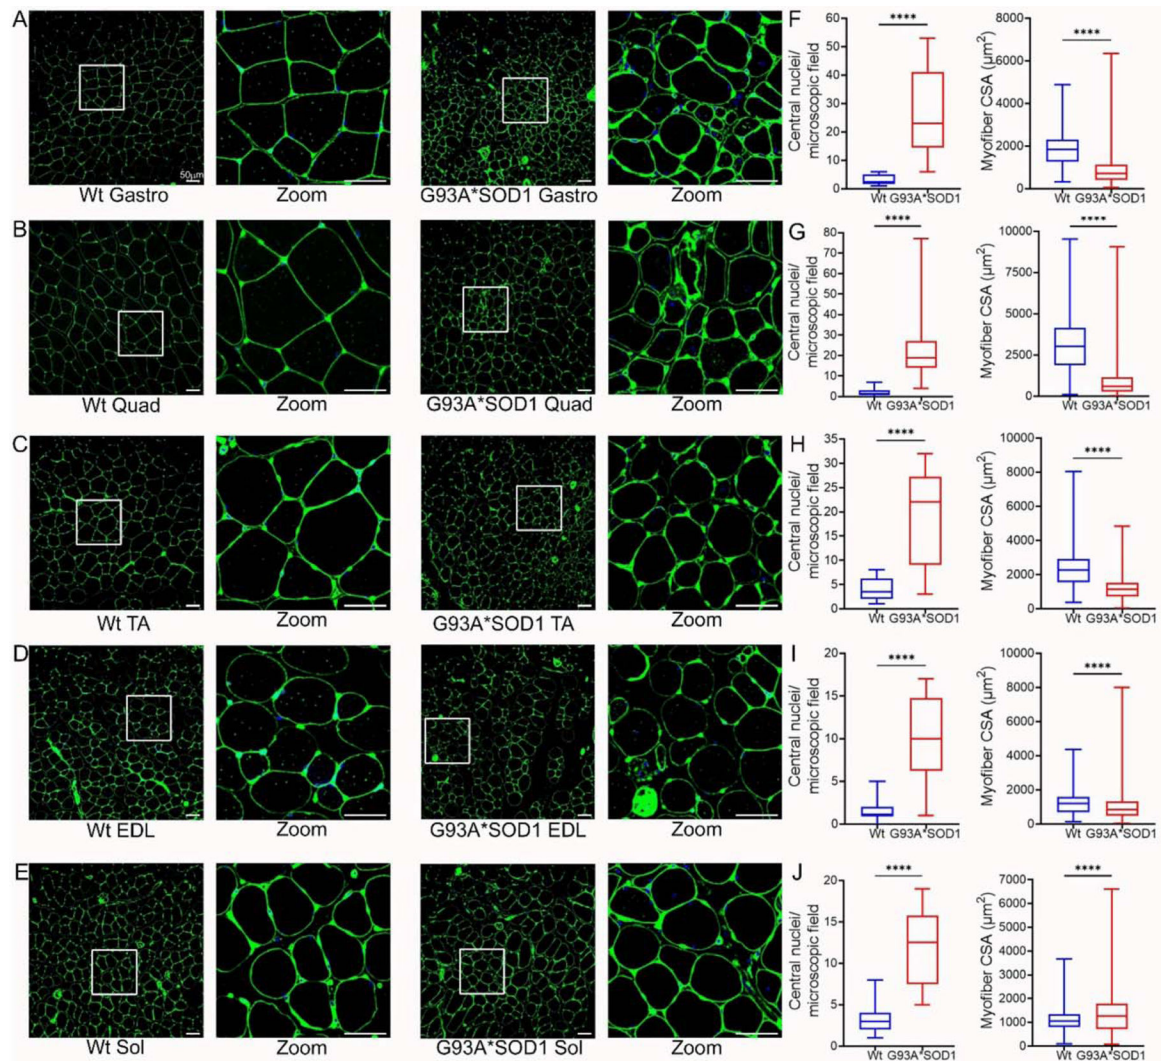 A
50µm
Wt Gastro
Zoom
G93A*SOD1 Gastro
Zoom
B
Wt Quad
Zoom
G93A*SOD1 Quad
Zoom
C
Wt TA
Zoom
G93A*SOD1 TA
Zoom
D
Wt EDL
Zoom
G93A*SOD1 EDL
Zoom
E
Wt Sol
Zoom
G93A*SOD1 Sol
Zoom
F
Central nuclei/
microscopic field
60
50
40
30
20
10
0
****
Wt G93A*SOD1
Myofiber CSA (µm²)
8000
6000
4000
2000
0
****
Wt G93A*SOD1
G
Central nuclei/
microscopic field
80
70
60
50
40
30
20
10
0
****
Wt G93A*SOD1
Myofiber CSA (µm²)
10000
7500
5000
2500
0
****
Wt G93A*SOD1
H
Central nuclei/
microscopic field
35
30
25
20
15
10
5
0
****
Wt G93A*SOD1
Myofiber CSA (µm²)
10000
8000
6000
4000
2000
0
****
Wt G93A*SOD1
I
Central nuclei/
microscopic field
20
15
10
5
0
****
Wt G93A*SOD1
Myofiber CSA (µm²)
10000
8000
6000
4000
2000
0
****
Wt G93A*SOD1
J
Central nuclei/
microscopic field
20
15
10
5
0
****
Wt G93A*SOD1
Myofiber CSA (µm²)
7000
6000
5000
4000
3000
2000
1000
0
****
Wt G93A*SOD1